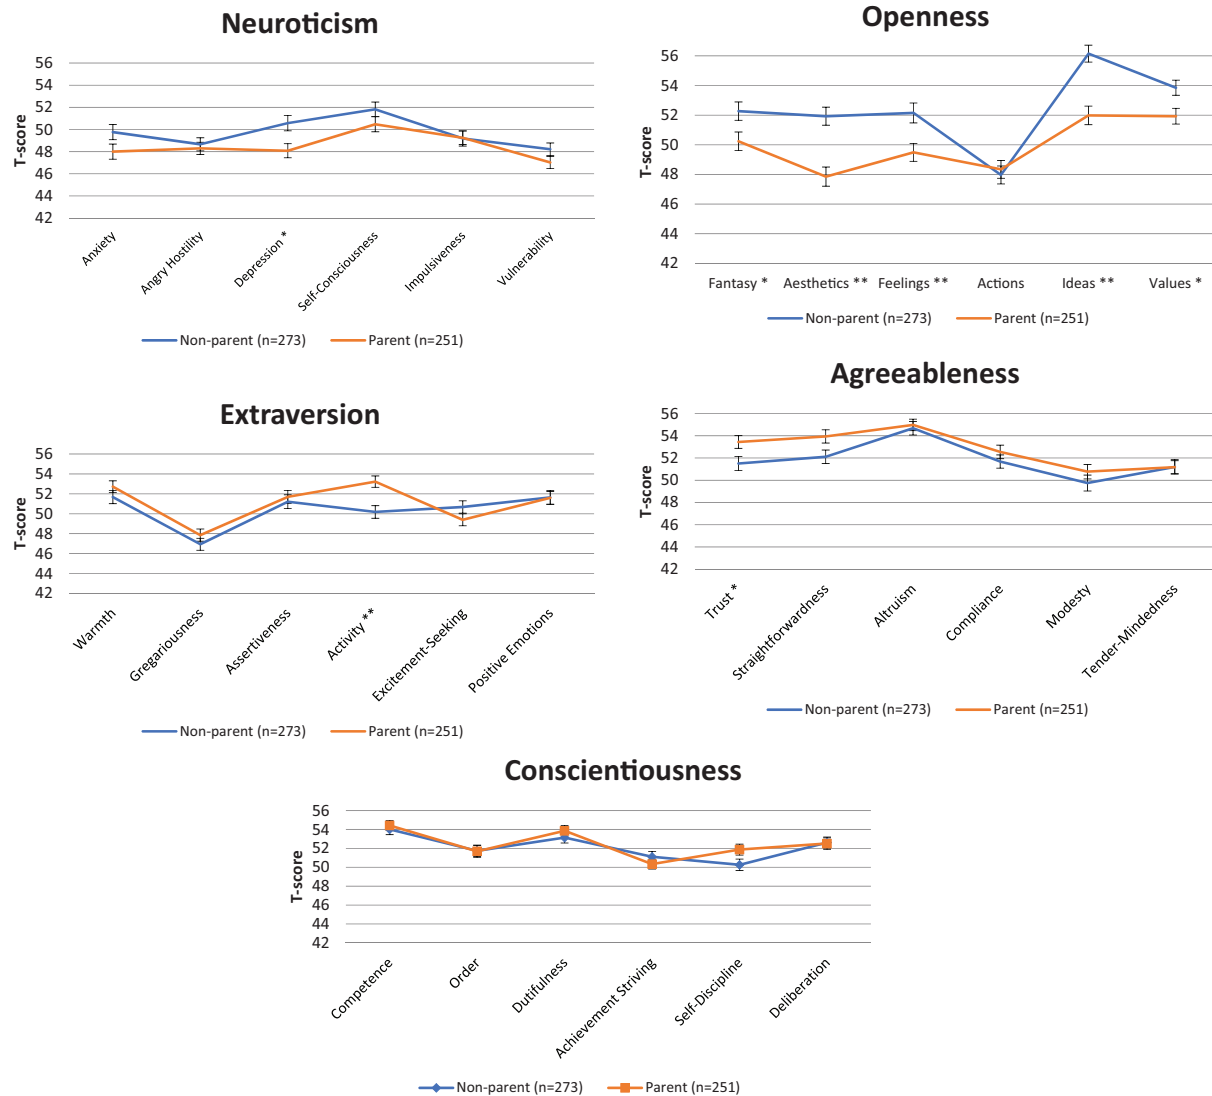 Neuroticism
T-score
56
54
52
50
48
46
44
42
Anxiety
Angry Hostility
Depression *
Self-Consciousness
Impulsiveness
Vulnerability
Non-parent (n=273)
Parent (n=251)
Openness
T-score
56
54
52
50
48
46
44
42
Fantasy *
Aesthetics **
Feelings **
Actions
Ideas **
Values *
Non-parent (n=273)
Parent (n=251)
Extraversion
T-score
56
54
52
50
48
46
44
42
Warmth
Gregariousness
Assertiveness
Activity **
Excitement-Seeking
Positive Emotions
Non-parent (n=273)
Parent (n=251)
Agreeableness
T-score
56
54
52
50
48
46
44
42
Trust *
Straightforwardness
Altruism
Compliance
Modesty
Tender-Mindedness
Non-parent (n=273)
Parent (n=251)
Conscientiousness
T-score
56
54
52
50
48
46
44
42
Competence
Order
Dutifulness
Achievement Striving
Self-Discipline
Deliberation
Non-parent (n=273)
Parent (n=251)